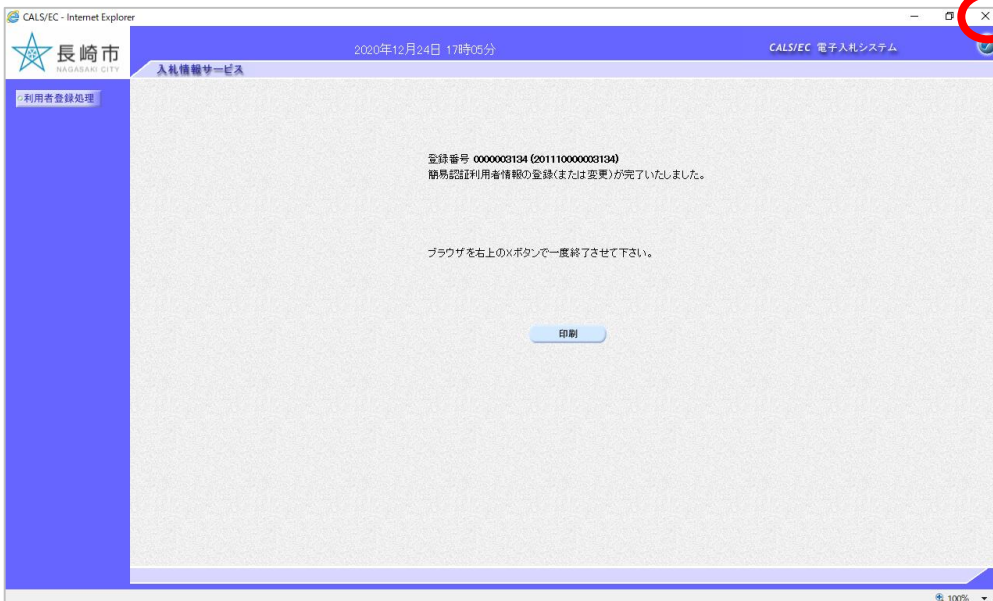 CALS/EC - Internet Explorer
長崎市
NAGASAKI CITY
2020年12月24日 17時05分
CALS/EC 電子入札システム
入札情報サービス
利用者登録処理
登録番号 0000003134 (201110000003134)
簡易認証利用者情報の登録(または変更)が完了いたしました。
ブラウザを右上の×ボタンで一度終了させて下さい。
印刷
100%